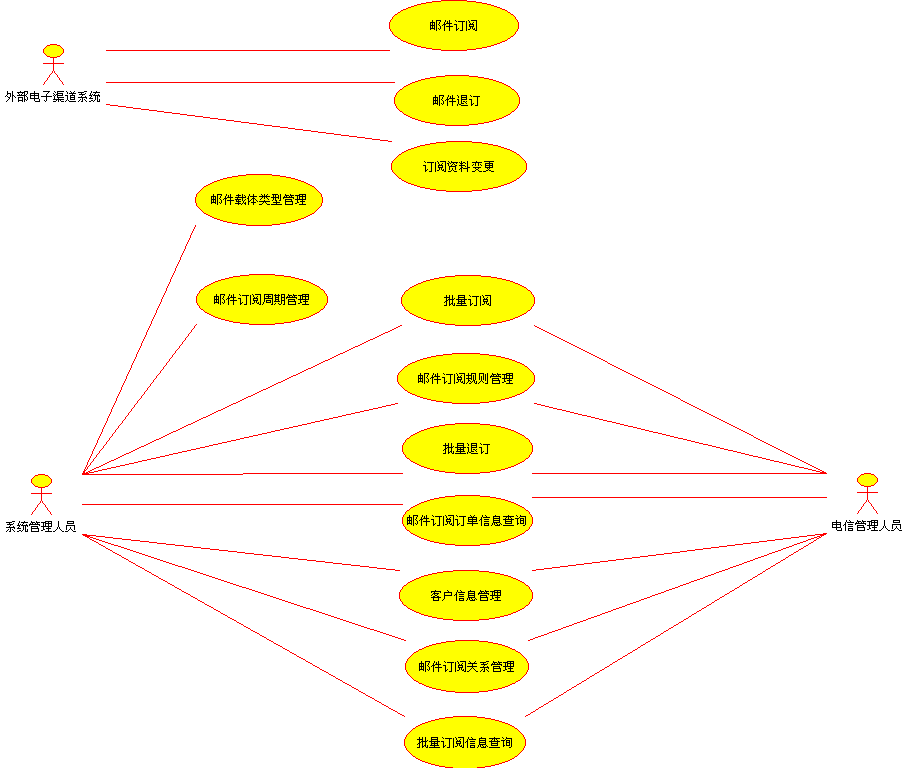 邮件订阅
外部电子渠道系统
邮件退订
订阅资料变更
邮件载体类型管理
邮件订阅周期管理
批量订阅
邮件订阅规则管理
批量退订
系统管理人员
邮件订阅订单信息查询
电信管理人员
客户信息管理
邮件订阅关系管理
批量订阅信息查询